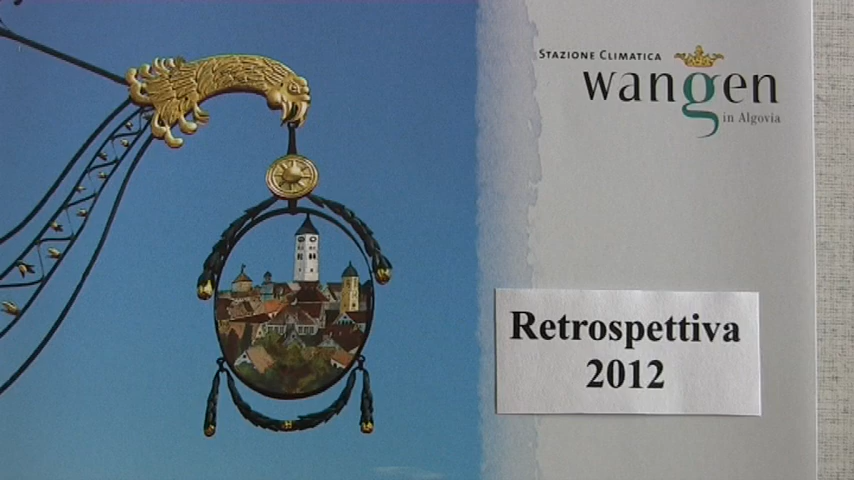 Stazione Climatica
wangen
in Algovia
Retrospettiva
2012